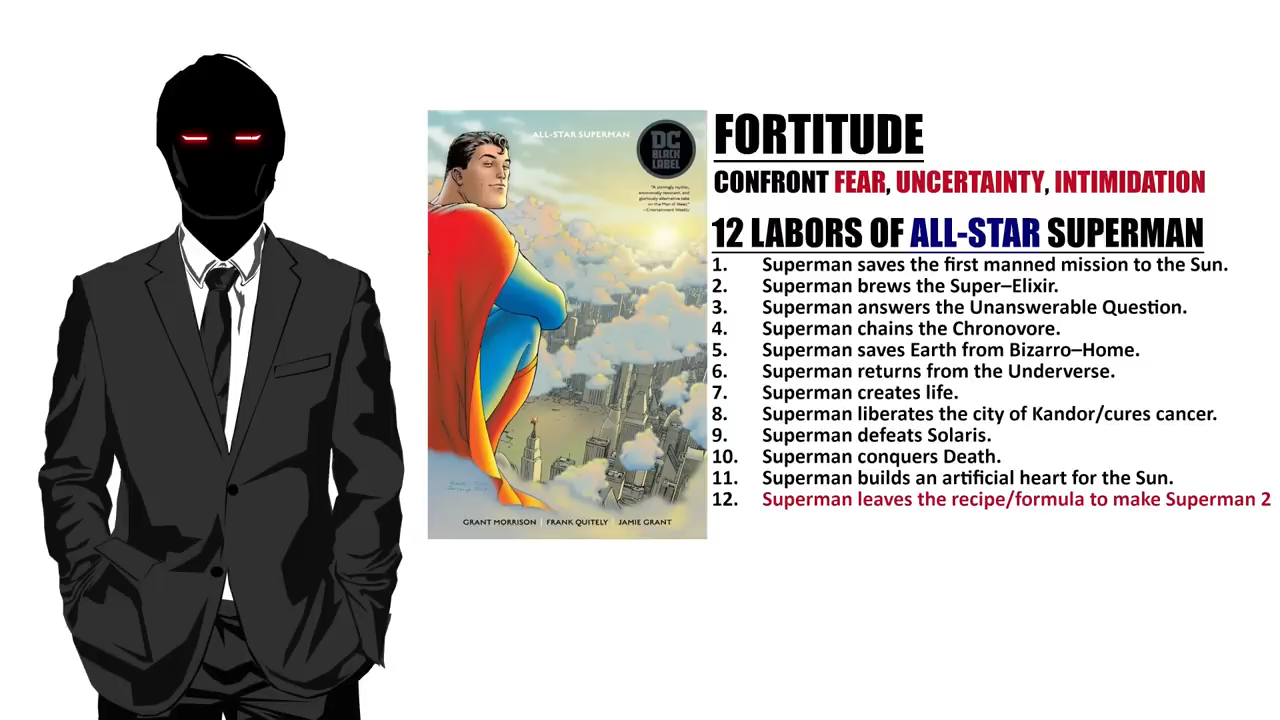 ALL-STAR SUPERMAN
DC
BLACK
LABEL
—Entertainment Weekly
GRANT MORRISON | FRANK QUITELY | JAMIE GRANT
FORTITUDE
CONFRONT FEAR, UNCERTAINTY, INTIMIDATION
12 LABORS OF ALL-STAR SUPERMAN
1. Superman saves the first manned mission to the Sun.
2. Superman brews the Super–Elixir.
3. Superman answers the Unanswerable Question.
4. Superman chains the Chronovore.
5. Superman saves Earth from Bizarro–Home.
6. Superman returns from the Underverse.
7. Superman creates life.
8. Superman liberates the city of Kandor/cures cancer.
9. Superman defeats Solaris.
10. Superman conquers Death.
11. Superman builds an artificial heart for the Sun.
12. Superman leaves the recipe/formula to make Superman 2